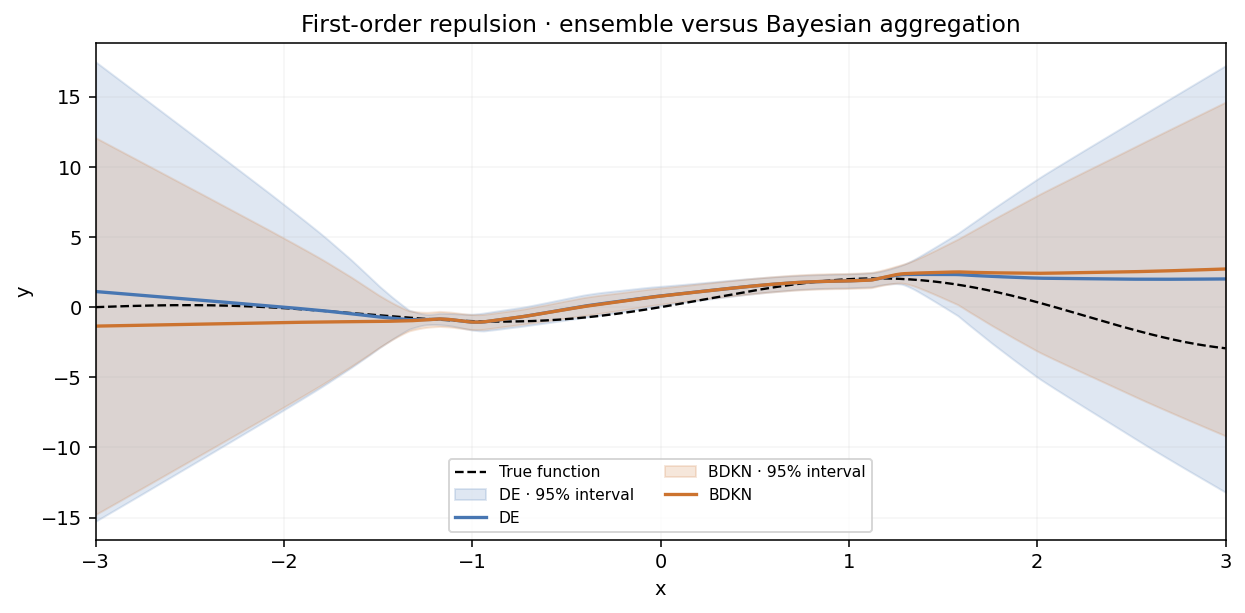 First-order repulsion · ensemble versus Bayesian aggregation
y
15
10
5
0
−5
−10
−15
True function
DE · 95% interval
DE
BDKN · 95% interval
BDKN
−3
−2
−1
0
1
2
3
x